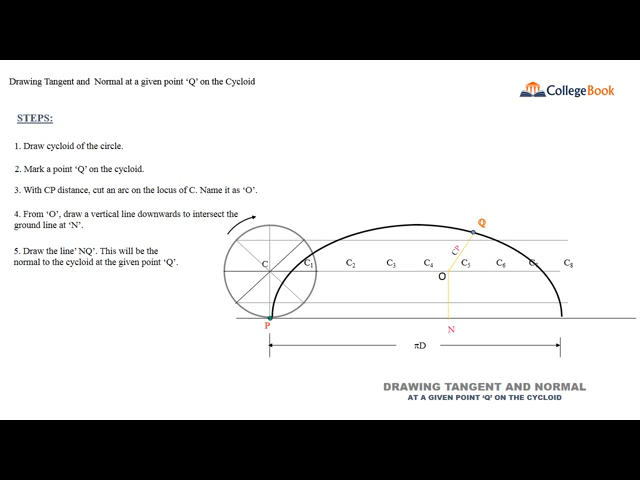 Drawing Tangent and Normal at a given point ‘Q’ on the Cycloid
CollegeBook
STEPS:
1. Draw cycloid of the circle.
2. Mark a point ‘Q’ on the cycloid.
3. With CP distance, cut an arc on the locus of C. Name it as ‘O’.
4. From ‘O’, draw a vertical line downwards to intersect the
ground line at ‘N’.
5. Draw the line’ NQ’. This will be the
normal to the cycloid at the given point ‘Q’.
Q
CP
C C₁ C₂ C₃ C₄ C₅ C₆ C₈
O
P
N
πD
DRAWING TANGENT AND NORMAL
AT A GIVEN POINT ‘Q’ ON THE CYCLOID